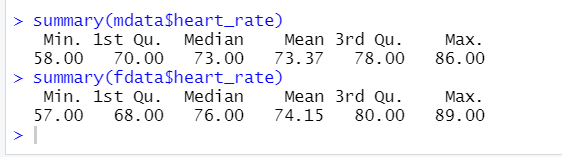 > summary(mdata$heart_rate)
Min. 1st Qu. Median Mean 3rd Qu. Max.
58.00 70.00 73.00 73.37 78.00 86.00
> summary(fdata$heart_rate)
Min. 1st Qu. Median Mean 3rd Qu. Max.
57.00 68.00 76.00 74.15 80.00 89.00
>